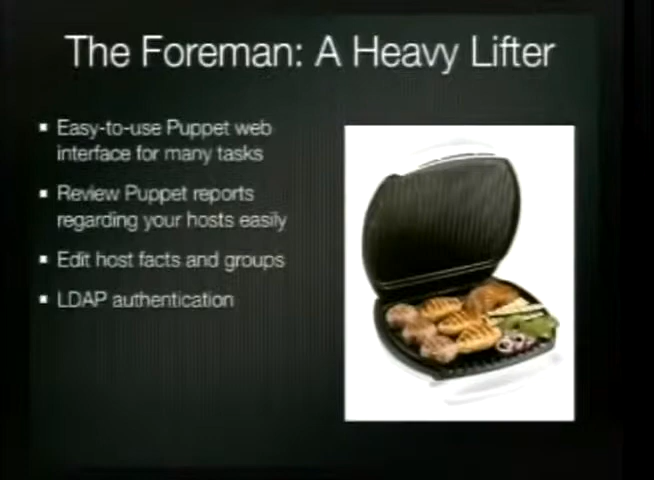 The Foreman: A Heavy Lifter
Easy-to-use Puppet web
interface for many tasks
Review Puppet reports
regarding your hosts easily
Edit host facts and groups
LDAP authentication